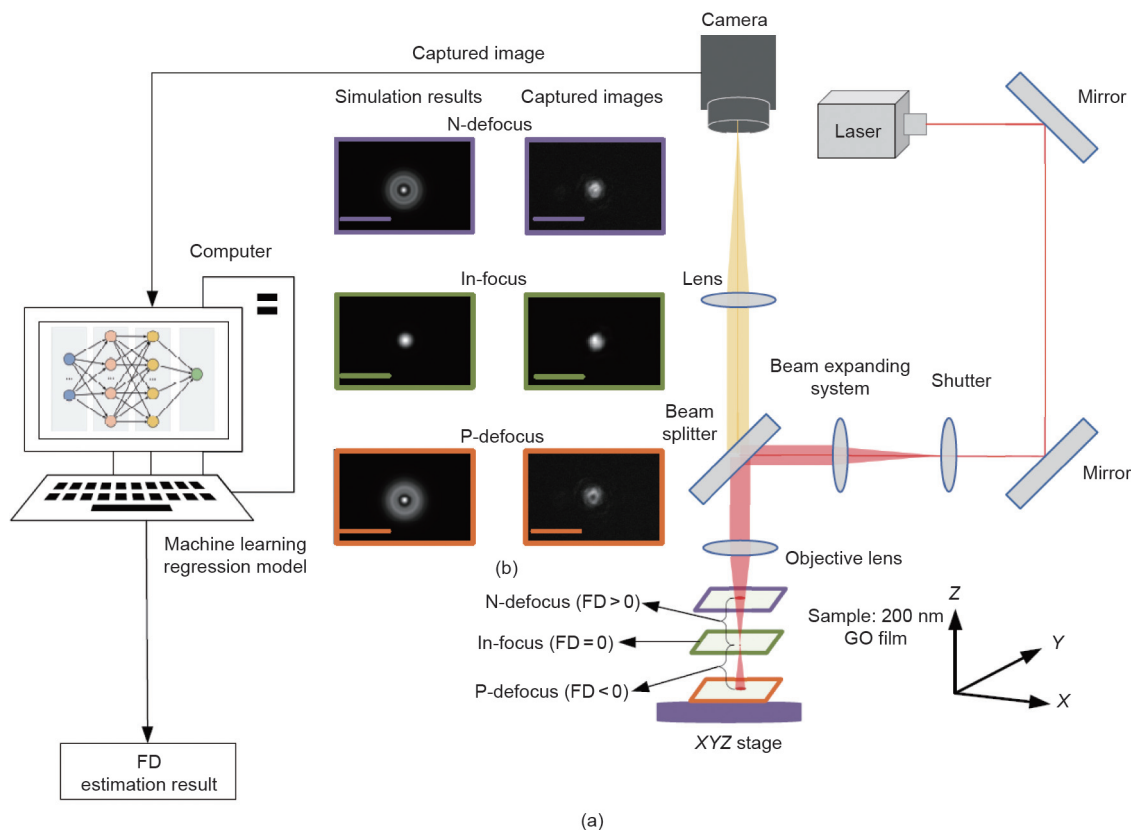 Camera
Captured image
Simulation results
Captured images
N-defocus
Laser
Mirror
Computer
In-focus
Lens
Beam expanding
system
Shutter
Beam
splitter
P-defocus
Mirror
Machine learning
regression model
(b)
Objective lens
N-defocus (FD > 0)
In-focus (FD = 0)
P-defocus (FD < 0)
Sample: 200 nm
GO film
Z
Y
X
XYZ stage
FD
estimation result
(a)
...
...
...
...